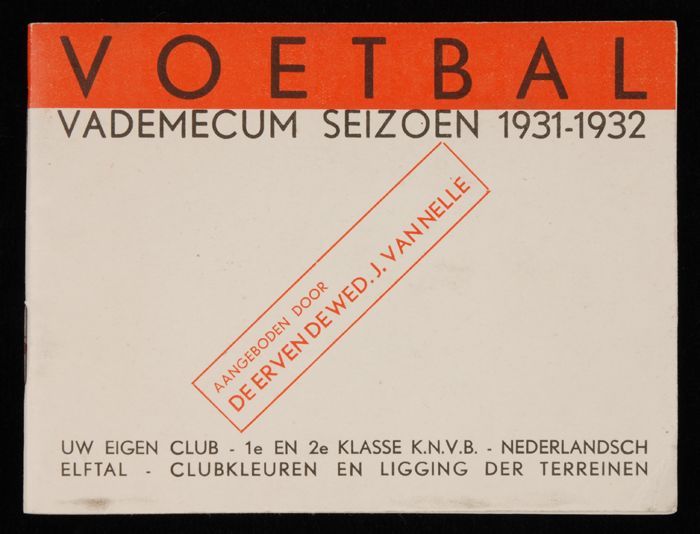 VOETBAL
VADEMECUM SEIZOEN 1931-1932
AANGEBODEN DOOR
DE ERVEN DE WED. J. VAN NELLE
UW EIGEN CLUB - 1e EN 2e KLASSE K.N.V.B. - NEDERLANDSCH
ELFTAL - CLUBKLEUREN EN LIGGING DER TERREINEN